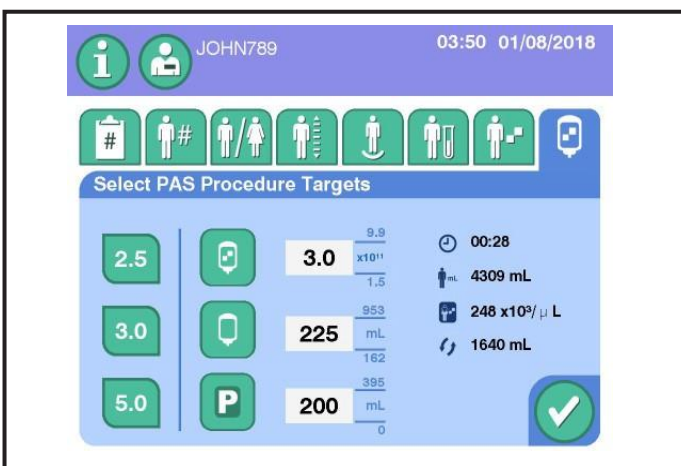 i JOHN789 03:50 01/08/2018
# # /
Select PAS Procedure Targets
2.5 3.0 9.9 x10¹¹ 1.5 00:28
mL 4309 mL
3.0 225 953 mL 162 248 x10³/μL
1640 mL
5.0 P 200 395 mL 0